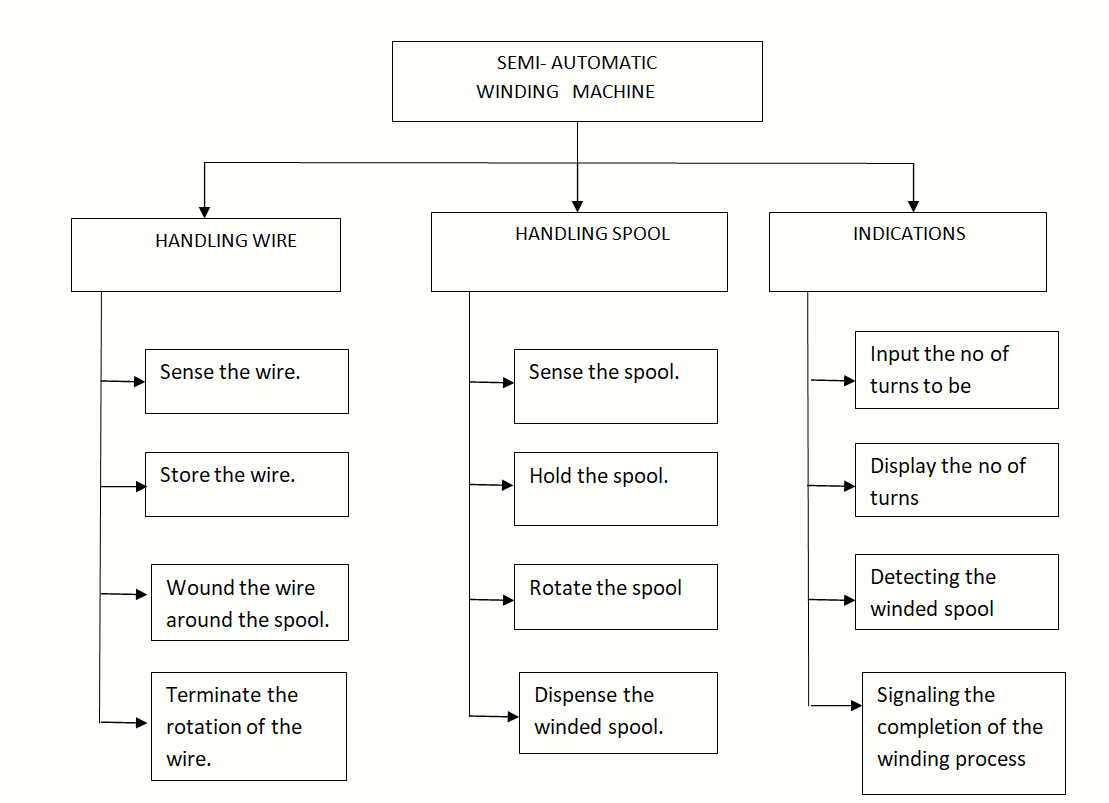 SEMI- AUTOMATIC
WINDING MACHINE
HANDLING WIRE
Sense the wire.
Store the wire.
Wound the wire
around the spool.
Terminate the
rotation of the
wire.
HANDLING SPOOL
Sense the spool.
Hold the spool.
Rotate the spool
Dispense the
winded spool.
INDICATIONS
Input the no of
turns to be
Display the no of
turns
Detecting the
winded spool
Signaling the
completion of the
winding process